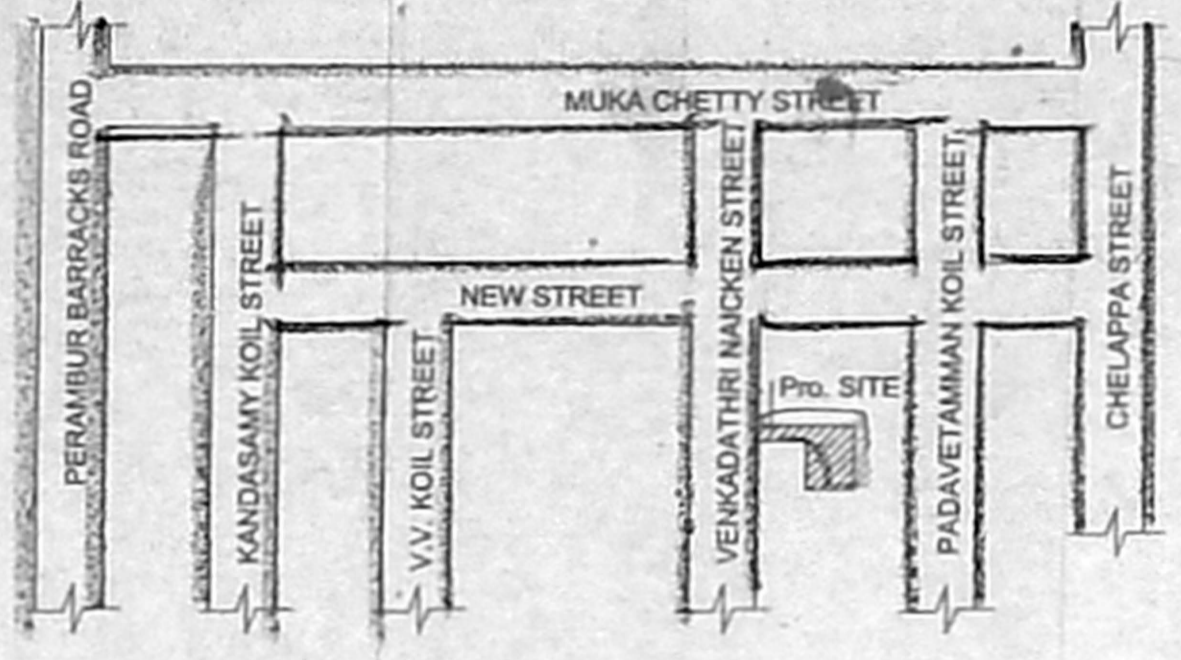 MUKA CHETTY STREET
PERAMBUR BARRACKS ROAD
KANDASAMY KOIL STREET
NEW STREET
V.V. KOIL STREET
VENKADATHRI NAICKEN STREET
Pro. SITE
PADAVETAMMAN KOIL STREET
CHELAPPA STREET